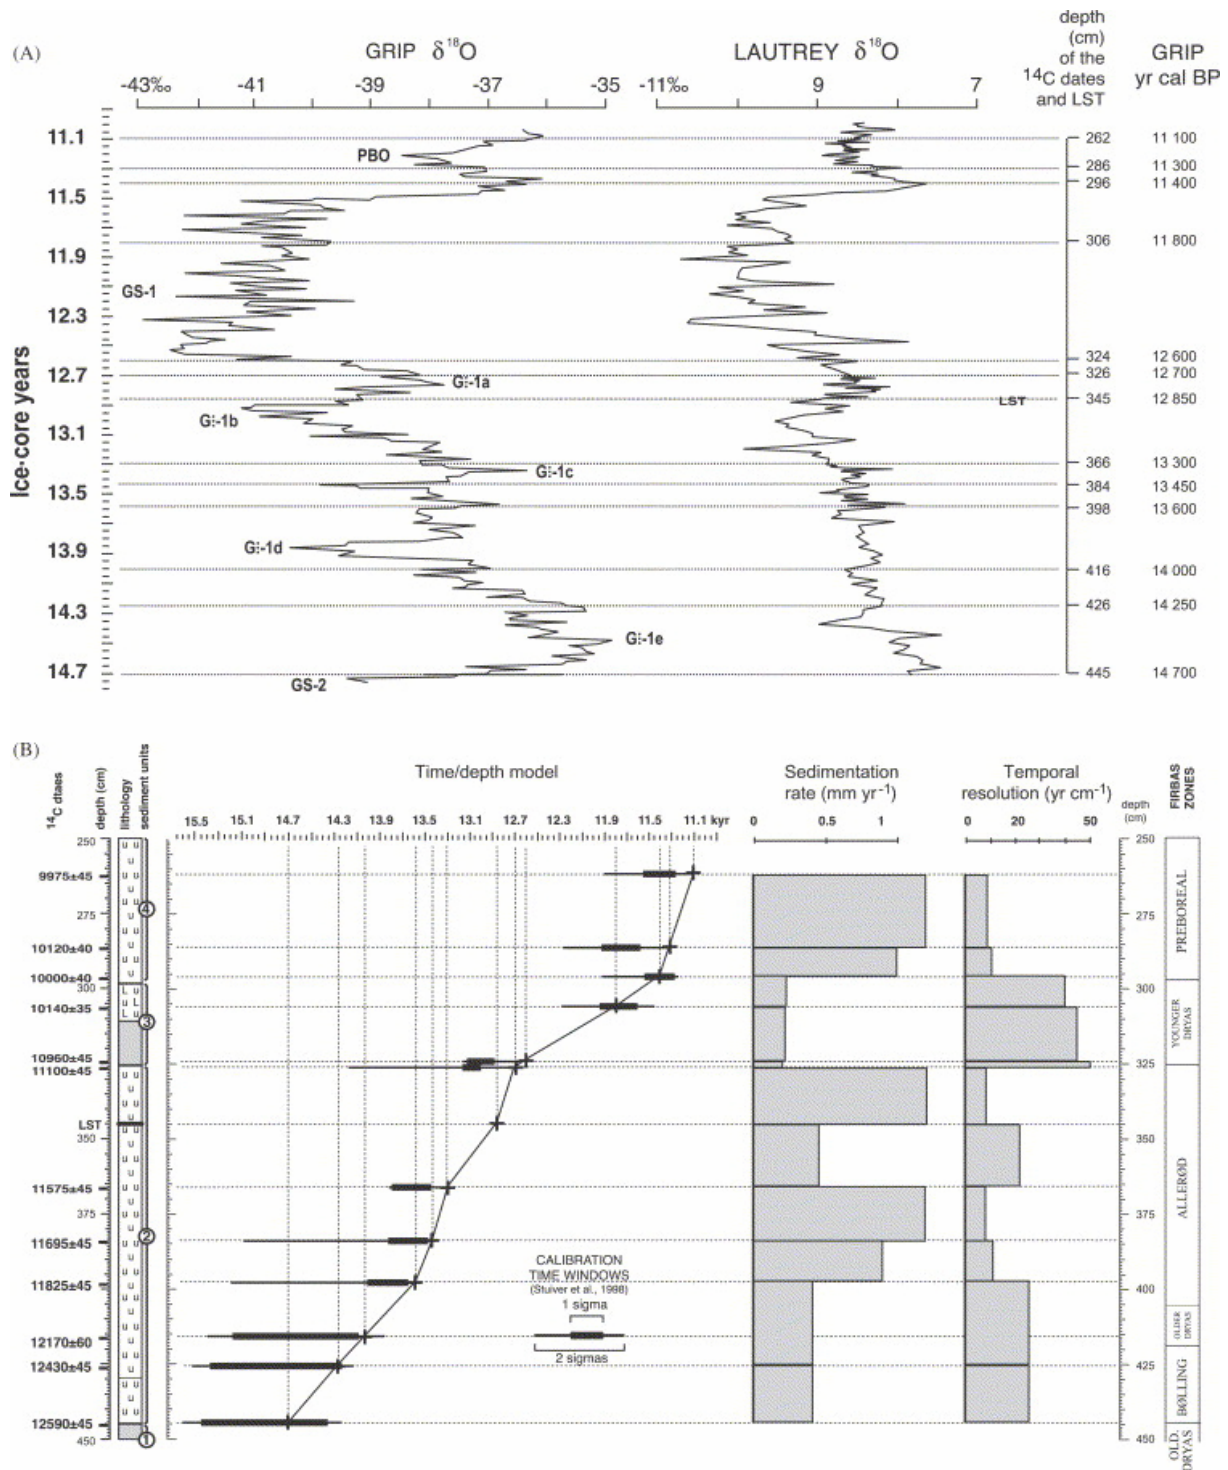 (A)
GRIP δ18O
LAUTREY δ18O
depth
(cm)
of the
14C dates
and LST
GRIP
yr cal BP
-43‰ -41 -39 -37 -35 -11‰ 9 7
11.1 262 11 100
PBO
286 11 300
296 11 400
11.5
306 11 800
11.9
GS-1
12.3
324 12 600
12.7 326 12 700
G:-1a
LST 345 12 850
G:-1b
13.1
366 13 300
G:-1c
384 13 450
13.5
398 13 600
G:-1d
13.9
416 14 000
426 14 250
14.3
G:-1e
14.7 445 14 700
GS-2
Ice-core years
(B)
14C dtaes
depth (cm)
lithology
sediment units
Time/depth model
15.5 15.1 14.7 14.3 13.9 13.5 13.1 12.7 12.3 11.9 11.5 11.1 kyr
Sedimentation
rate (mm yr-1)
0 0.5 1
Temporal
resolution (yr cm-1)
0 20 50
depth
(cm)
FIRBAS
ZONES
250 250
9975±45
275 4 275
PREBOREAL
10120±40
10000±40
300 300
10140±35
3
YOUNGER
DRYAS
10960±45
11100±45
325
LST
350 350
11575±45
375 375
ALLERØD
11695±45
2
11825±45
400
CALIBRATION
TIME WINDOWS
(Stuiver et al., 1998)
1 sigma
2 sigmas
12170±60
OLDER
DRYAS
12430±45
425
BØLLING
12590±45
450 1 450
OLD.
DRYAS